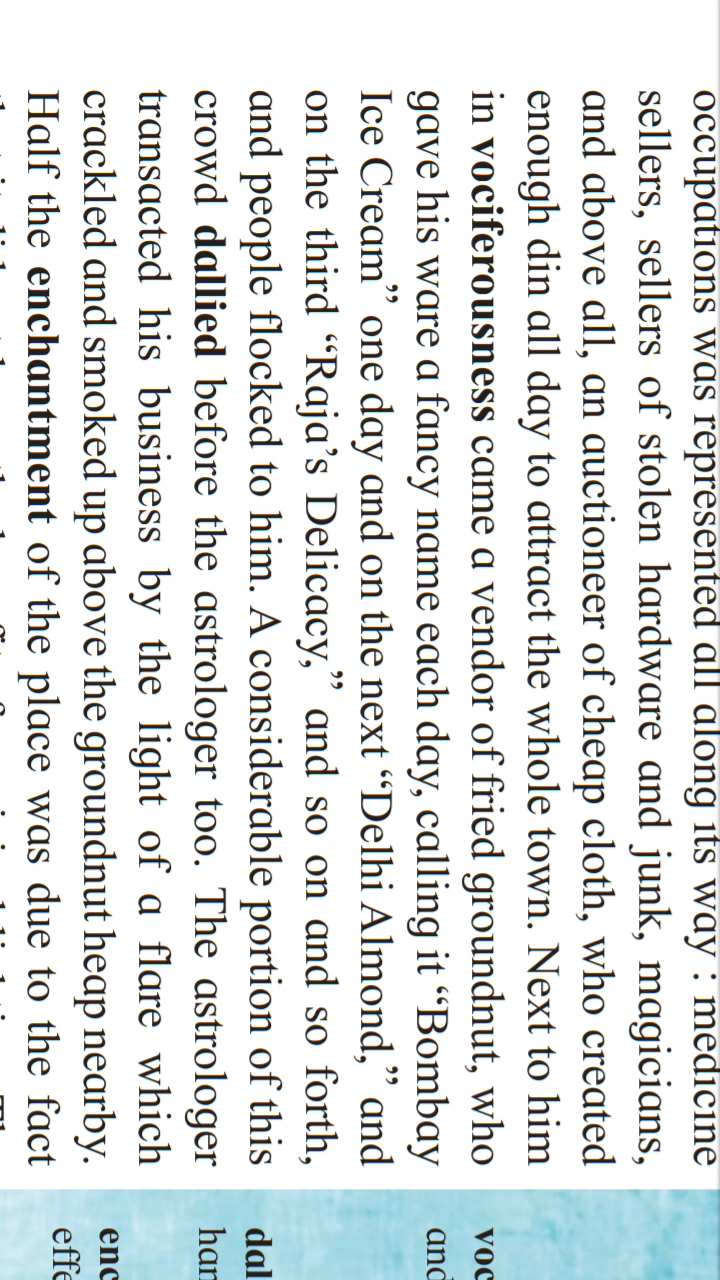 occupations was represented all along its way : medicine
sellers, sellers of stolen hardware and junk, magicians,
and above all, an auctioneer of cheap cloth, who created
enough din all day to attract the whole town. Next to him
in vociferousness came a vendor of fried groundnut, who
gave his ware a fancy name each day, calling it “Bombay
Ice Cream” one day and on the next “Delhi Almond,” and
on the third “Raja’s Delicacy,” and so on and so forth,
and people flocked to him. A considerable portion of this
crowd dallied before the astrologer too. The astrologer
transacted his business by the light of a flare which
crackled and smoked up above the groundnut heap nearby.
Half the enchantment of the place was due to the fact
voc
and
dal
han
enc
effe